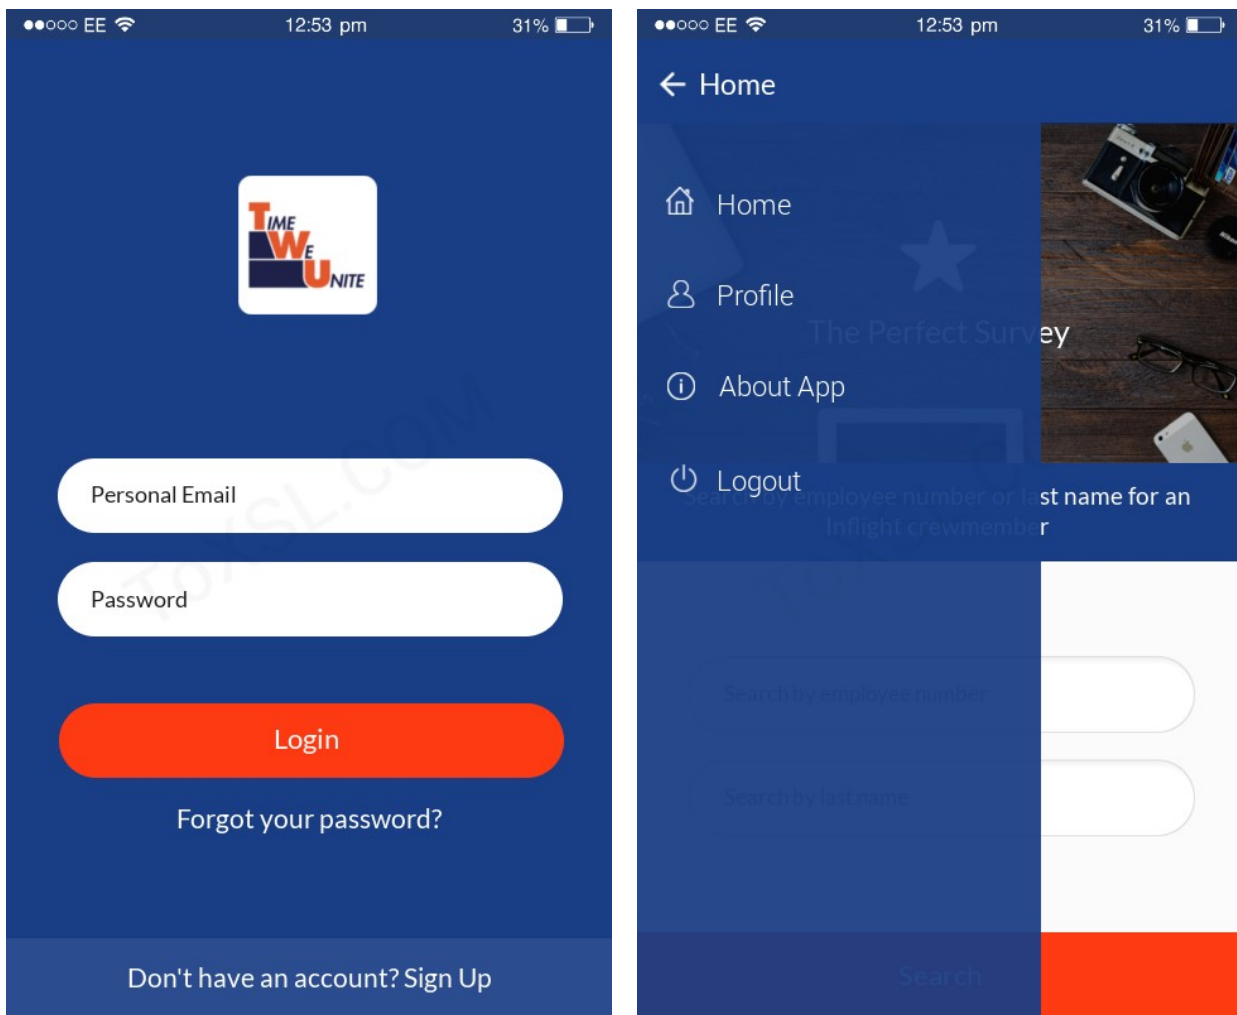 EE 12:53 pm 31%
TIME
WE
UNITE
Personal Email
Password
Login
Forgot your password?
Don't have an account? Sign Up
TOXSL.COM
EE 12:53 pm 31%
Home
Home
Profile
The Perfect Survey
About App
Logout
Search by employee number or last name for an
Inflight crewmember
Search by employee number
Search by last name
Search